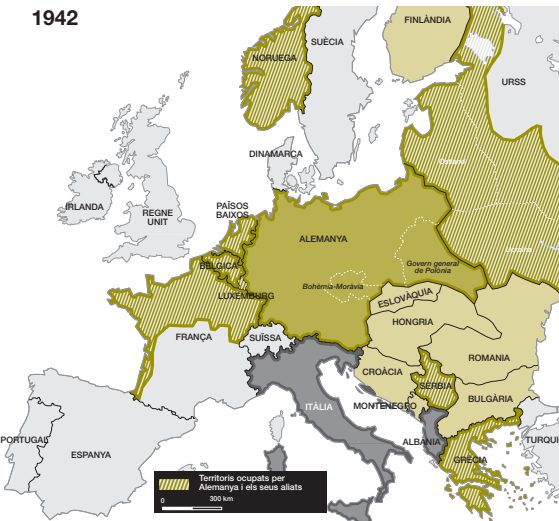 1942
FINLÀNDIA
SUÈCIA
NORUEGA
URSS
Ostland
DINAMARCA
IRLANDA
REGNE
UNIT
PAÏSOS
BAIXOS
ALEMANYA
Ucraïna
BÈLGICA
Govern general
de Polònia
Bohèmia-Moràvia
LUXEMBURG
ESLOVÀQUIA
HONGRIA
FRANÇA
SUÏSSA
ROMANIA
CROÀCIA
SÈRBIA
BULGÀRIA
ITÀLIA
MONTENEGRO
PORTUGAL
ESPANYA
ALBÀNIA
TURQUI
GRÈCIA
Territoris ocupats per
Alemanya i els seus aliats
0 300 km